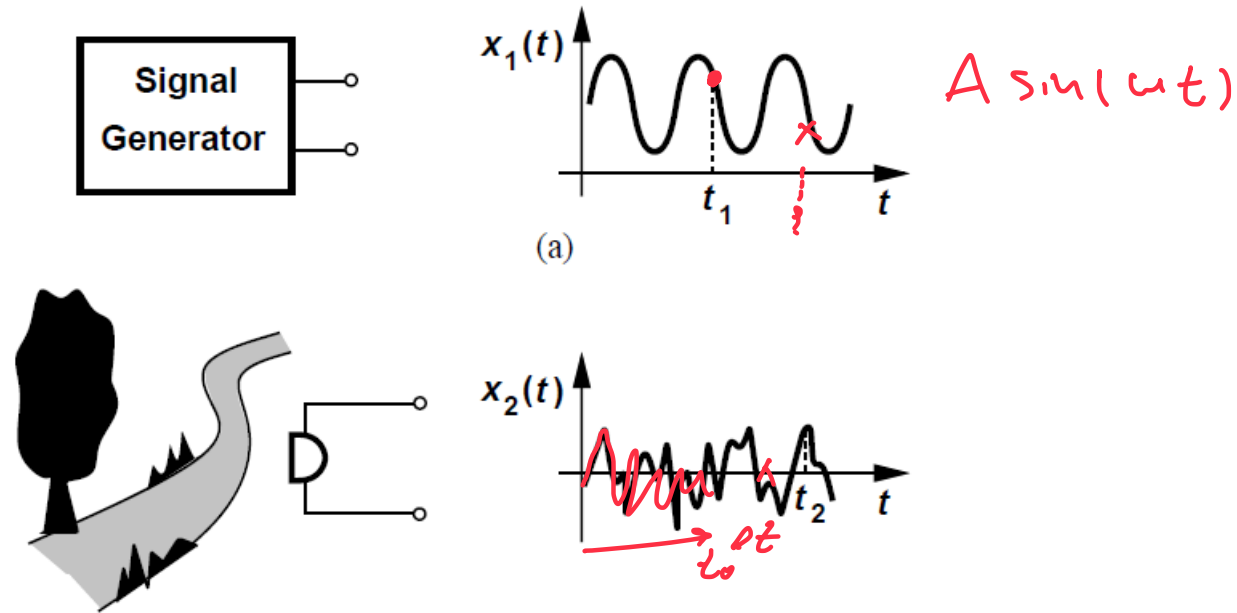 Signal
Generator
x₁(t)
A sin(ωt)
t₁
t
(a)
x₂(t)
t₂
t
t₀ Δt